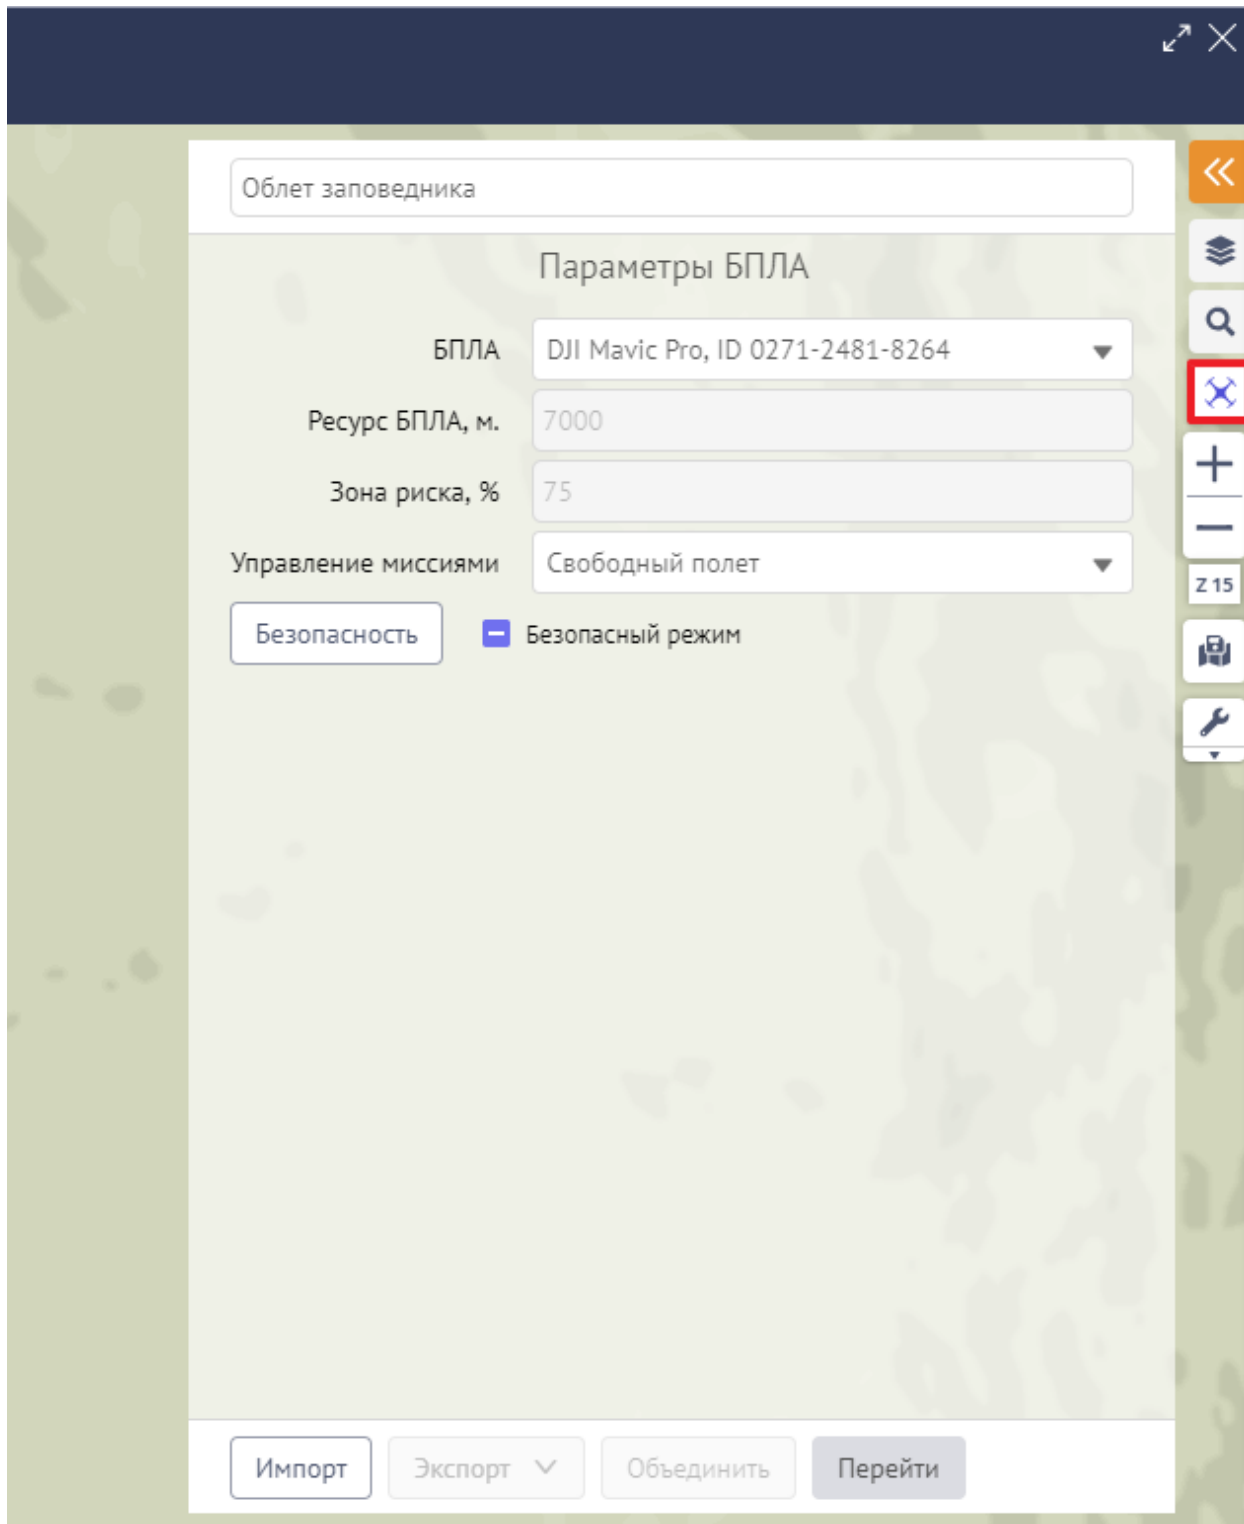 Облет заповедника
Параметры БПЛА
БПЛА DJI Mavic Pro, ID 0271-2481-8264
Ресурс БПЛА, м. 7000
Зона риска, % 75
Управление миссиями Свободный полет
Z 15
Безопасность Безопасный режим
Импорт Экспорт Объединить Перейти